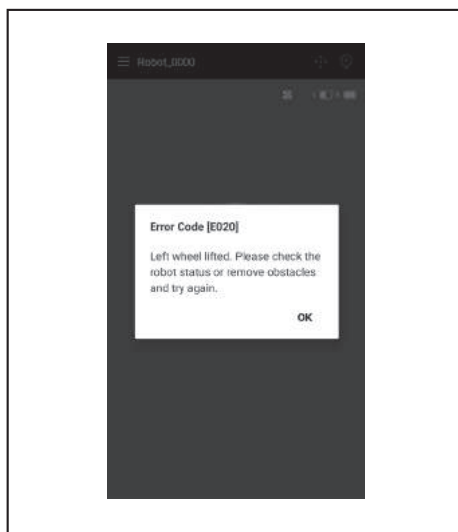 Robot_0000
Error Code [E020]
Left wheel lifted. Please check the
robot status or remove obstacles
and try again.
OK